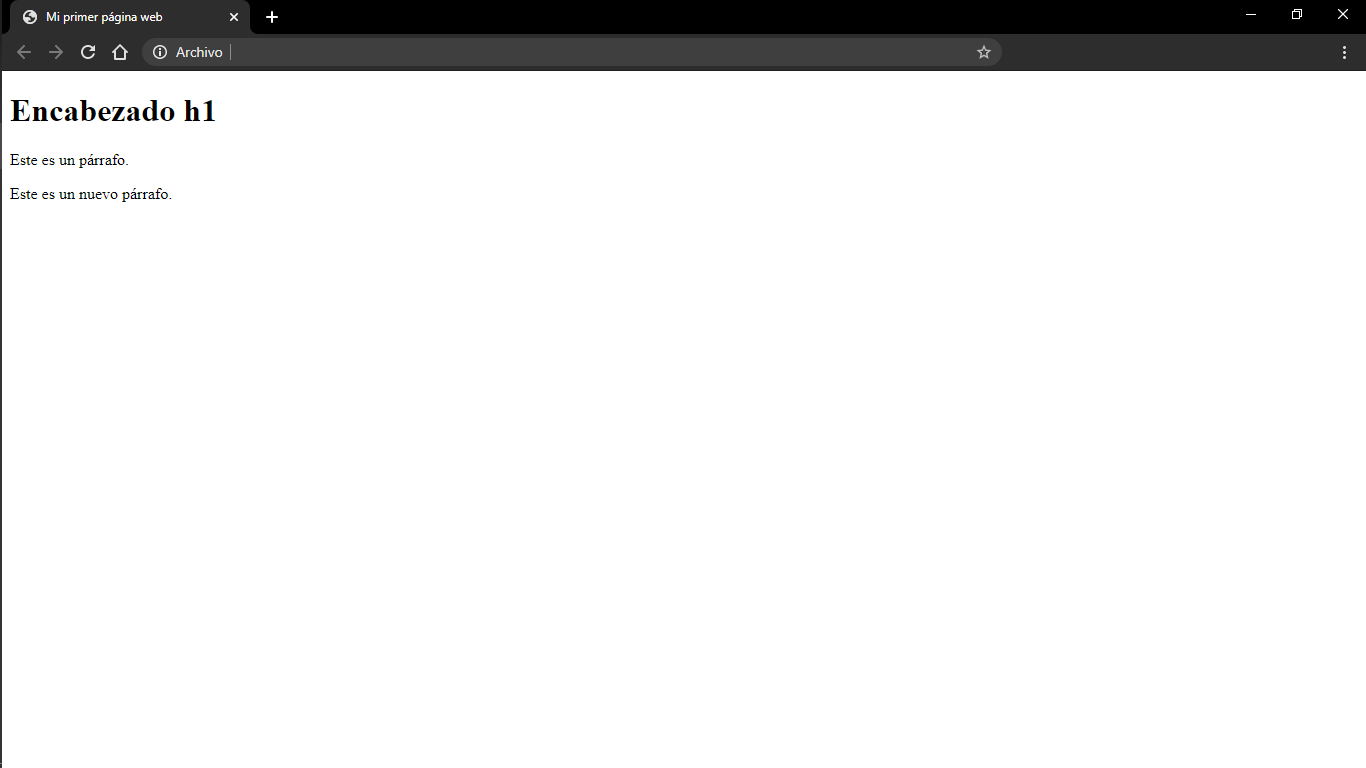 Mi primer página web
Archivo
Encabezado h1
Este es un párrafo.
Este es un nuevo párrafo.